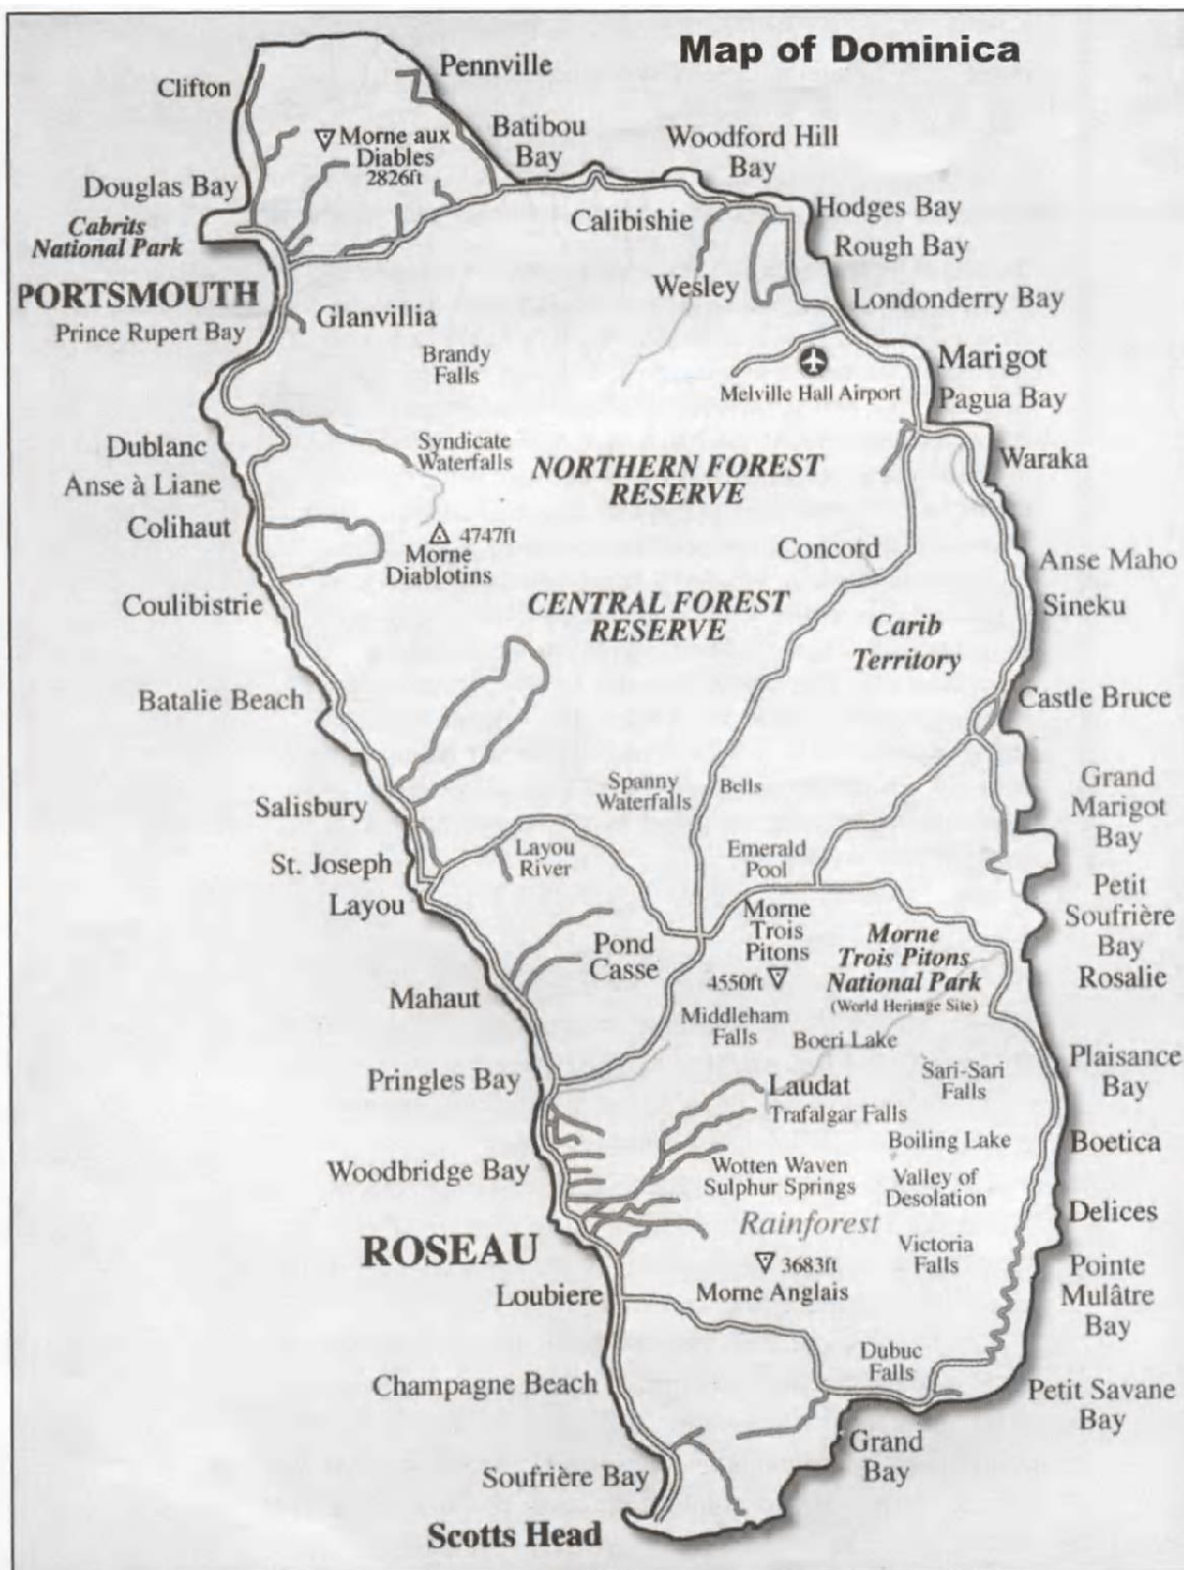 Map of Dominica
Pennville
Clifton
Batibou
Bay
Woodford Hill
Bay
Morne aux
Diables
2826ft
Douglas Bay
Calibishie
Hodges Bay
Cabrits
National Park
Rough Bay
Wesley
PORTSMOUTH
Londonderry Bay
Prince Rupert Bay
Glanvillia
Brandy
Falls
Marigot
Melville Hall Airport
Pagua Bay
Dublanc
Syndicate
Waterfalls
NORTHERN FOREST
RESERVE
Waraka
Anse à Liane
Colihaut
4747ft
Morne
Diablotins
Concord
Anse Maho
Coulibistrie
CENTRAL FOREST
RESERVE
Sineku
Carib
Territory
Batalie Beach
Castle Bruce
Spanny
Waterfalls
Bells
Grand
Marigot
Bay
Salisbury
Layou
River
Emerald
Pool
St. Joseph
Layou
Petit
Soufrière
Bay
Morne
Trois
Pitons
4550ft
Pond
Casse
Morne
Trois Pitons
National Park
(World Heritage Site)
Rosalie
Mahaut
Middleham
Falls
Boeri Lake
Plaisance
Bay
Pringles Bay
Laudat
Sari-Sari
Falls
Trafalgar Falls
Boiling Lake
Boetica
Woodbridge Bay
Wotten Waven
Sulphur Springs
Valley of
Desolation
Rainforest
Delices
ROSEAU
Victoria
Falls
3683ft
Morne Anglais
Pointe
Mulâtre
Bay
Loubiere
Dubuc
Falls
Champagne Beach
Petit Savane
Bay
Grand
Bay
Soufrière Bay
Scotts Head